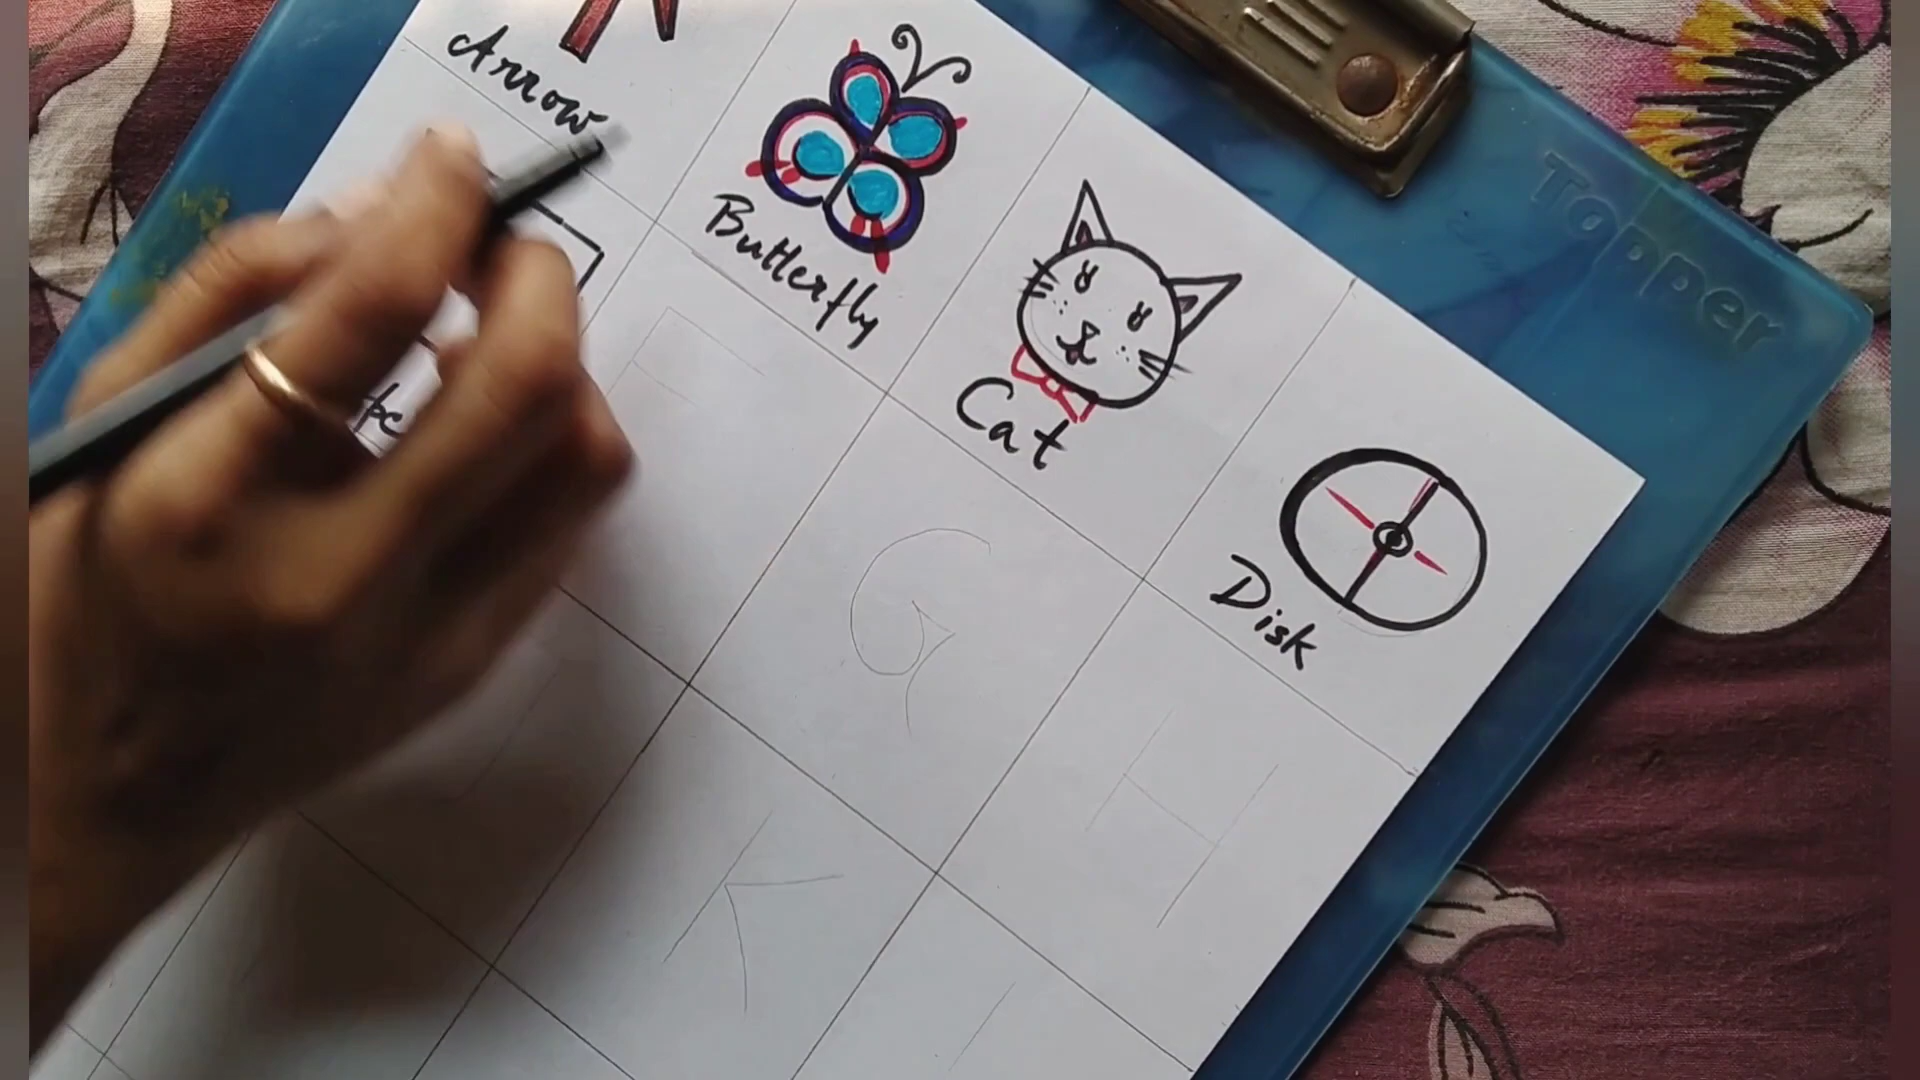 Arrow
Butterfly
Cat
Disk
F
G
H
K
Topper